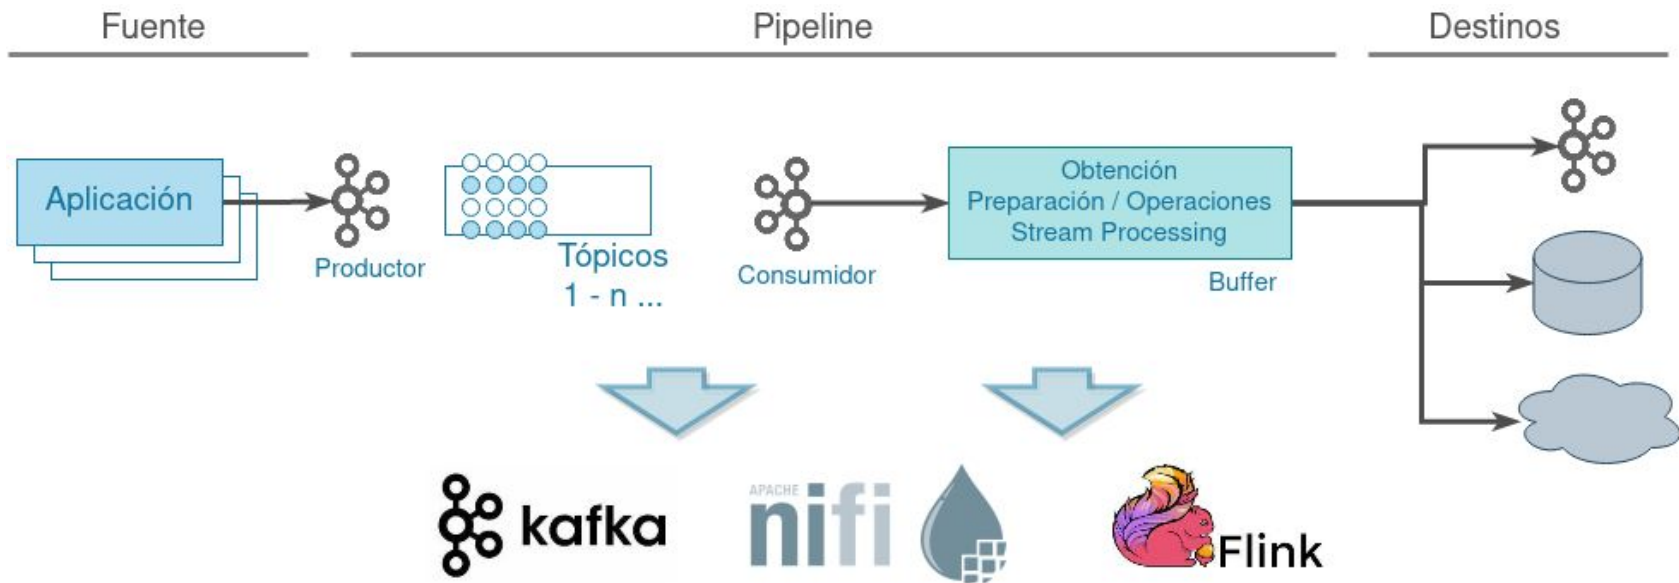 Fuente
Pipeline
Destinos
Aplicación
Productor
Tópicos
1 - n ...
Consumidor
Obtención
Preparación / Operaciones
Stream Processing
Buffer
kafka
APACHE
nifi
Flink